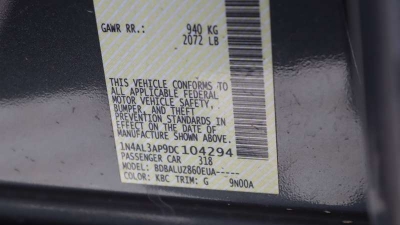 GAWR RR.: 940 KG
2072 LB
THIS VEHICLE CONFORMS TO
ALL APPLICABLE FEDERAL
MOTOR VEHICLE SAFETY,
BUMPER, AND THEFT
PREVENTION STANDARDS IN
EFFECT ON THE DATE OF
MANUFACTURE SHOWN ABOVE.
1N4AL3AP9DC104294
PASSENGER CAR 318
MODEL: BDBALUZ860EUA-----
COLOR: KBC TRIM: G 9N00A